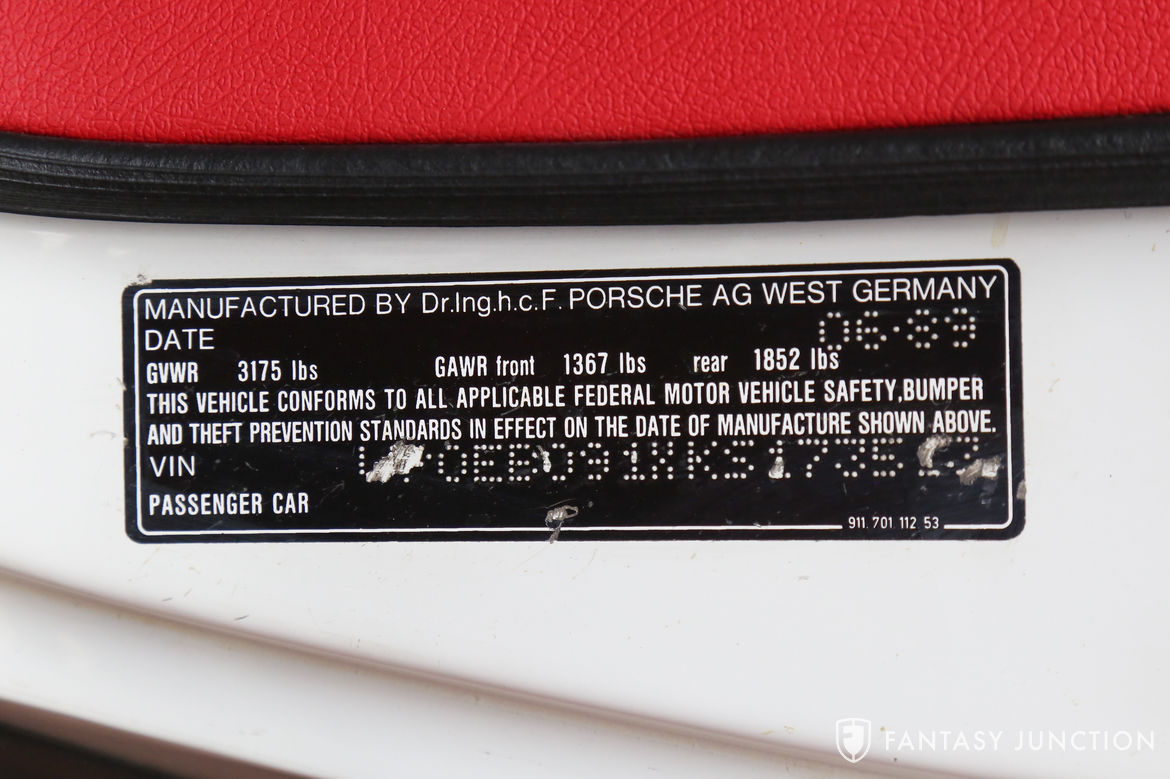 MANUFACTURED BY Dr.Ing.h.c.F. PORSCHE AG WEST GERMANY
DATE 06-89
GVWR 3175 lbs GAWR front 1367 lbs rear 1852 lbs
THIS VEHICLE CONFORMS TO ALL APPLICABLE FEDERAL MOTOR VEHICLE SAFETY,BUMPER
AND THEFT PREVENTION STANDARDS IN EFFECT ON THE DATE OF MANUFACTURE SHOWN ABOVE.
VIN
PASSENGER CAR
911. 701 112 53
FANTASY JUNCTION